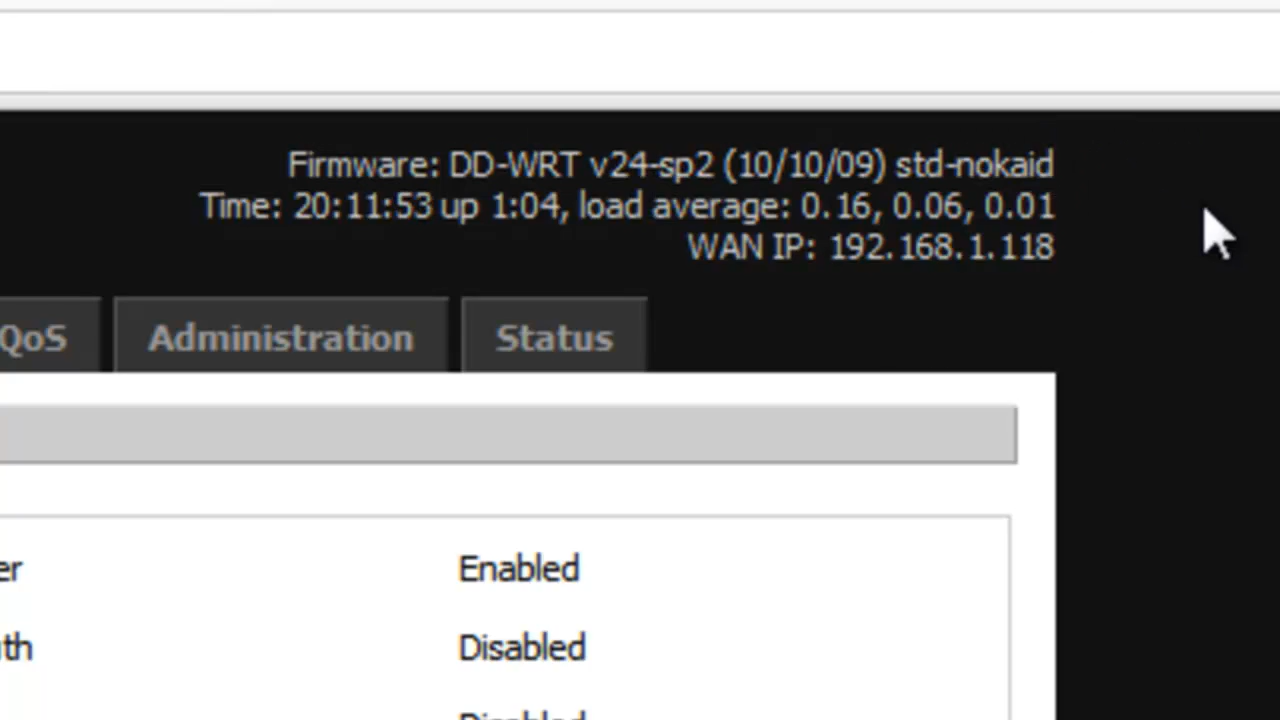 Firmware: DD-WRT v24-sp2 (10/10/09) std-nokaid
Time: 20:11:53 up 1:04, load average: 0.16, 0.06, 0.01
WAN IP: 192.168.1.118
QoS Administration Status
er Enabled
th Disabled
Disabled